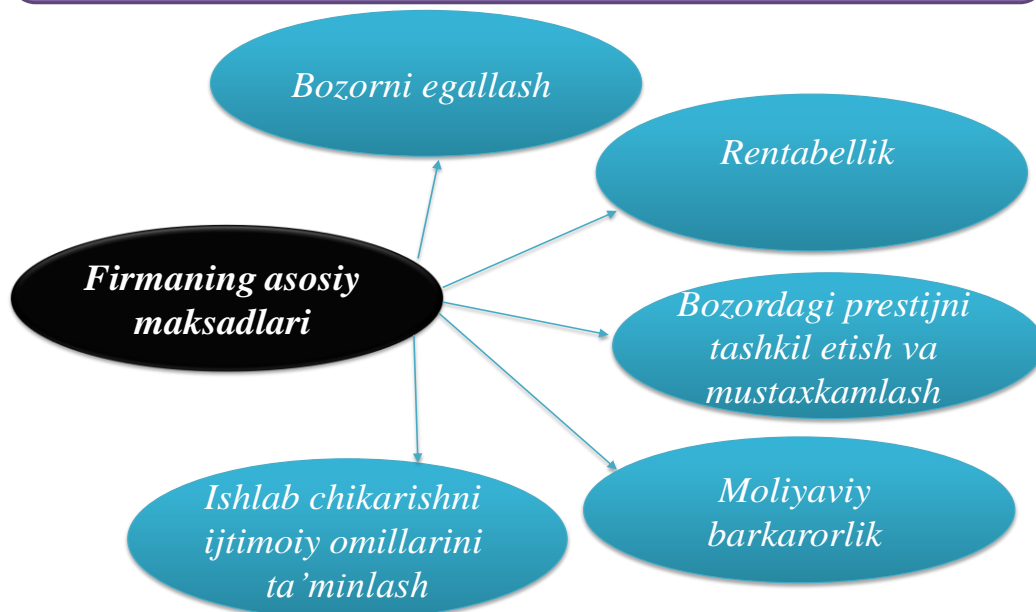 Bozorni egallash
Rentabellik
Firmaning asosiy
maksadlari
Bozordagi prestijni
tashkil etish va
mustaxkamlash
Moliyaviy
barkarorlik
Ishlab chikarishni
ijtimoiy omillarini
ta’minlash